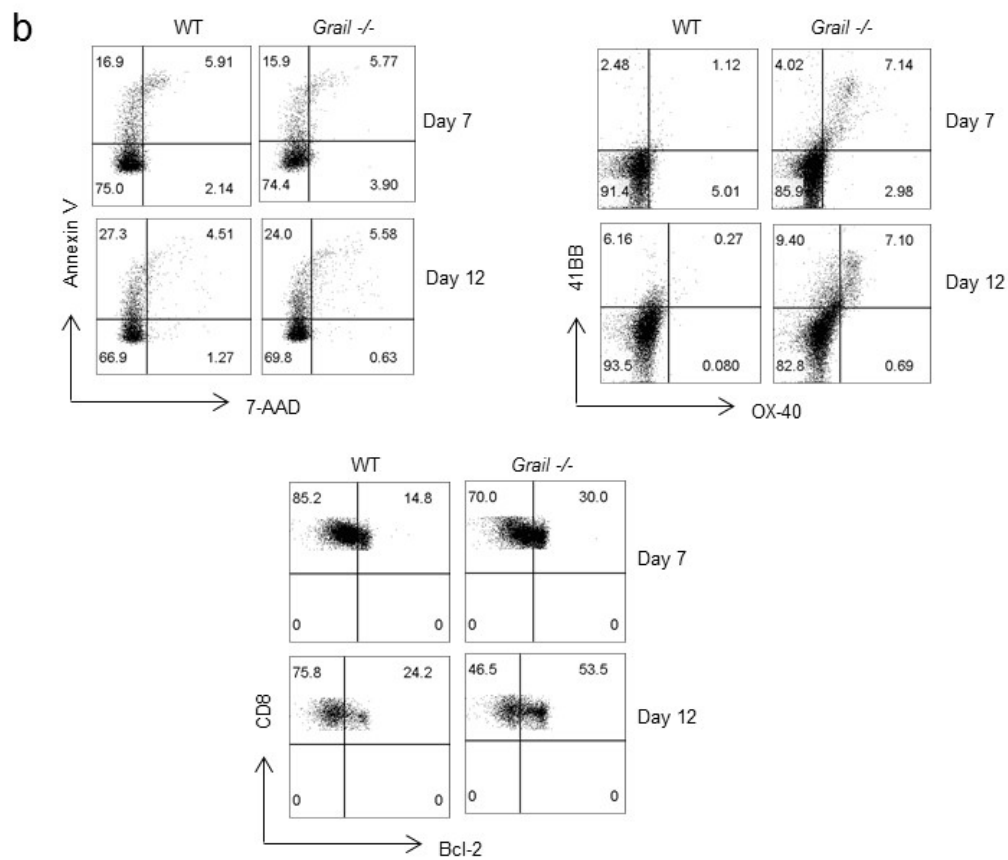 b
WT Grail -/-
16.9 5.91 15.9 5.77
Day 7
75.0 2.14 74.4 3.90
27.3 4.51 24.0 5.58
Day 12
66.9 1.27 69.8 0.63
Annexin V
7-AAD
WT Grail -/-
2.48 1.12 4.02 7.14
Day 7
91.4 5.01 85.9 2.98
6.16 0.27 9.40 7.10
Day 12
93.5 0.080 82.8 0.69
41BB
OX-40
WT Grail -/-
85.2 14.8 70.0 30.0
Day 7
0 0 0 0
75.8 24.2 46.5 53.5
Day 12
0 0 0 0
CD8
Bcl-2